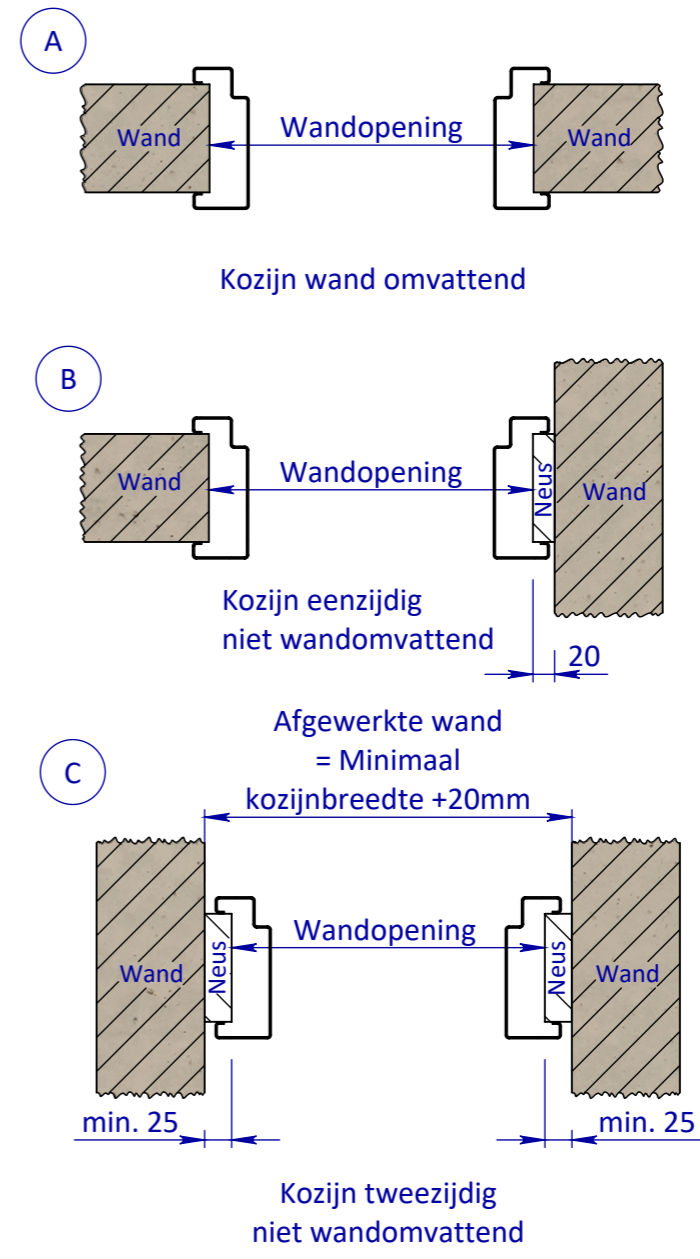 A
Wand
Wandopening
Wand
Kozijn wand omvattend
B
Wand
Wandopening
Neus
Wand
Kozijn eenzijdig
niet wandomvattend
20
Afgewerkte wand
= Minimaal
kozijnbreedte +20mm
C
Wand
Neus
Wandopening
Neus
Wand
min. 25
min. 25
Kozijn tweezijdig
niet wandomvattend